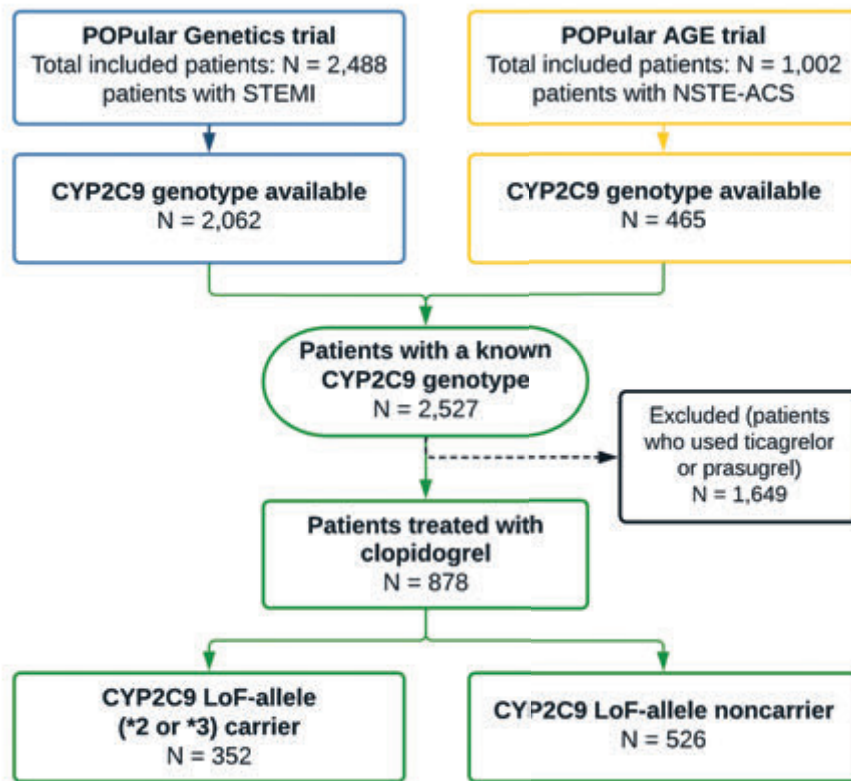 POPular Genetics trial
Total included patients: N = 2,488
patients with STEMI
POPular AGE trial
Total included patients: N = 1,002
patients with NSTE-ACS
CYP2C9 genotype available
N = 2,062
CYP2C9 genotype available
N = 465
Patients with a known
CYP2C9 genotype
N = 2,527
Excluded (patients
who used ticagrelor
or prasugrel)
N = 1,649
Patients treated with
clopidogrel
N = 878
CYP2C9 LoF-allele
(*2 or *3) carrier
N = 352
CYP2C9 LoF-allele noncarrier
N = 526